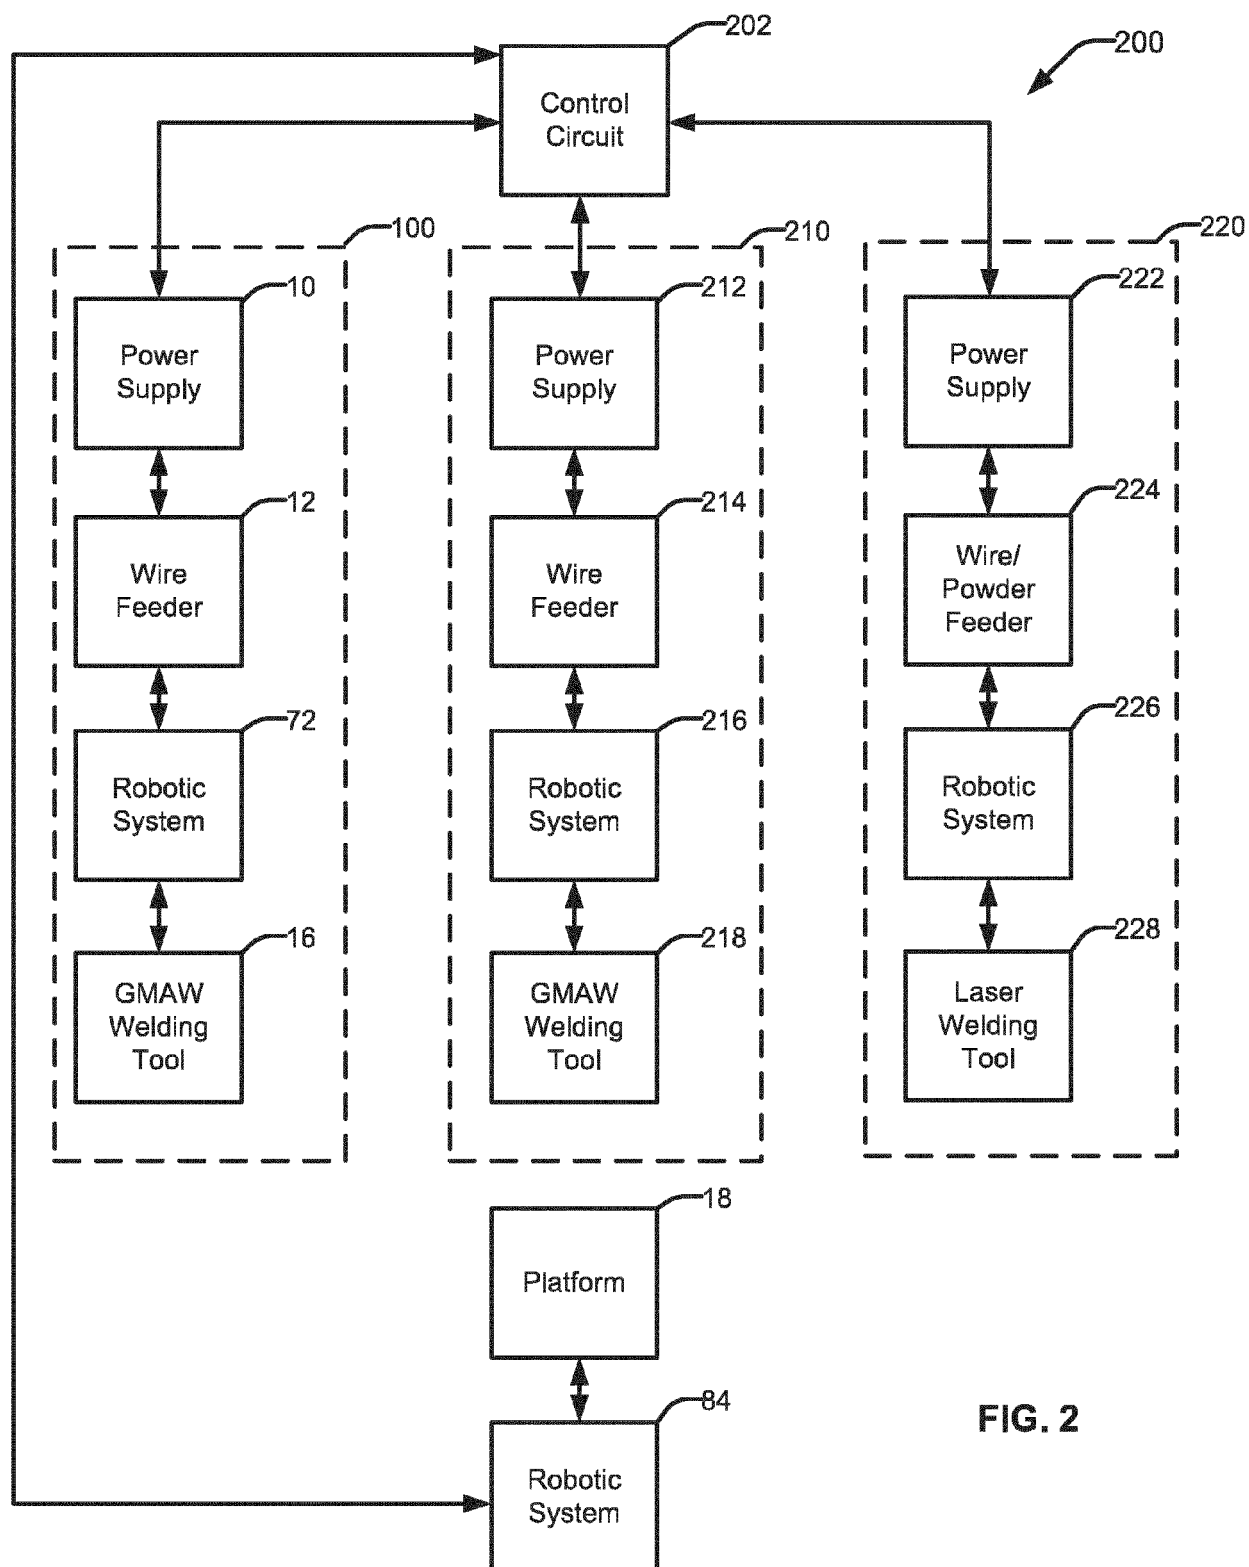 202
200
Control
Circuit
100
210
220
10
212
222
Power
Supply
Power
Supply
Power
Supply
12
214
224
Wire
Feeder
Wire
Feeder
Wire/
Powder
Feeder
72
216
226
Robotic
System
Robotic
System
Robotic
System
16
218
228
GMAW
Welding
Tool
GMAW
Welding
Tool
Laser
Welding
Tool
18
Platform
84
FIG. 2
Robotic
System